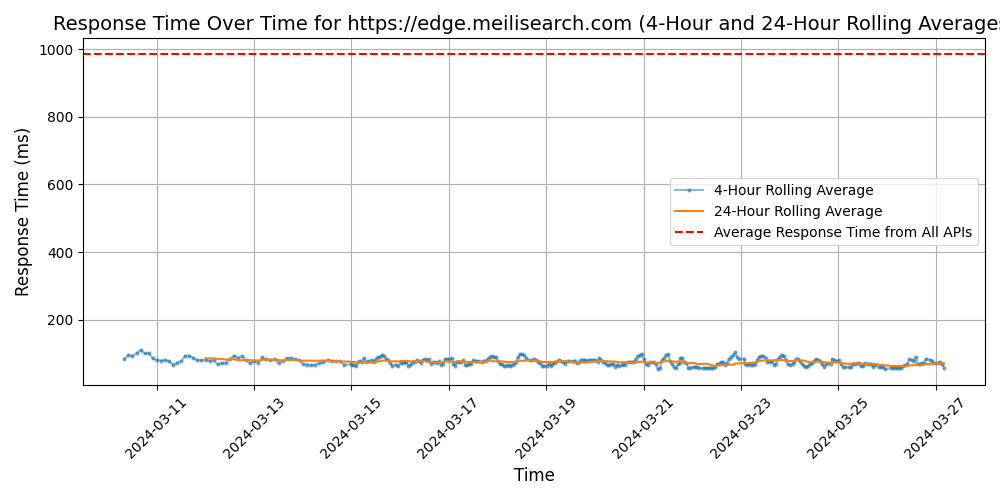 Response Time Over Time for https://edge.meilisearch.com (4-Hour and 24-Hour Rolling Averages
1000
800
600
400
200
Response Time (ms)
4-Hour Rolling Average
24-Hour Rolling Average
Average Response Time from All APIs
2024-03-11
2024-03-13
2024-03-15
2024-03-17
2024-03-19
2024-03-21
2024-03-23
2024-03-25
2024-03-27
Time